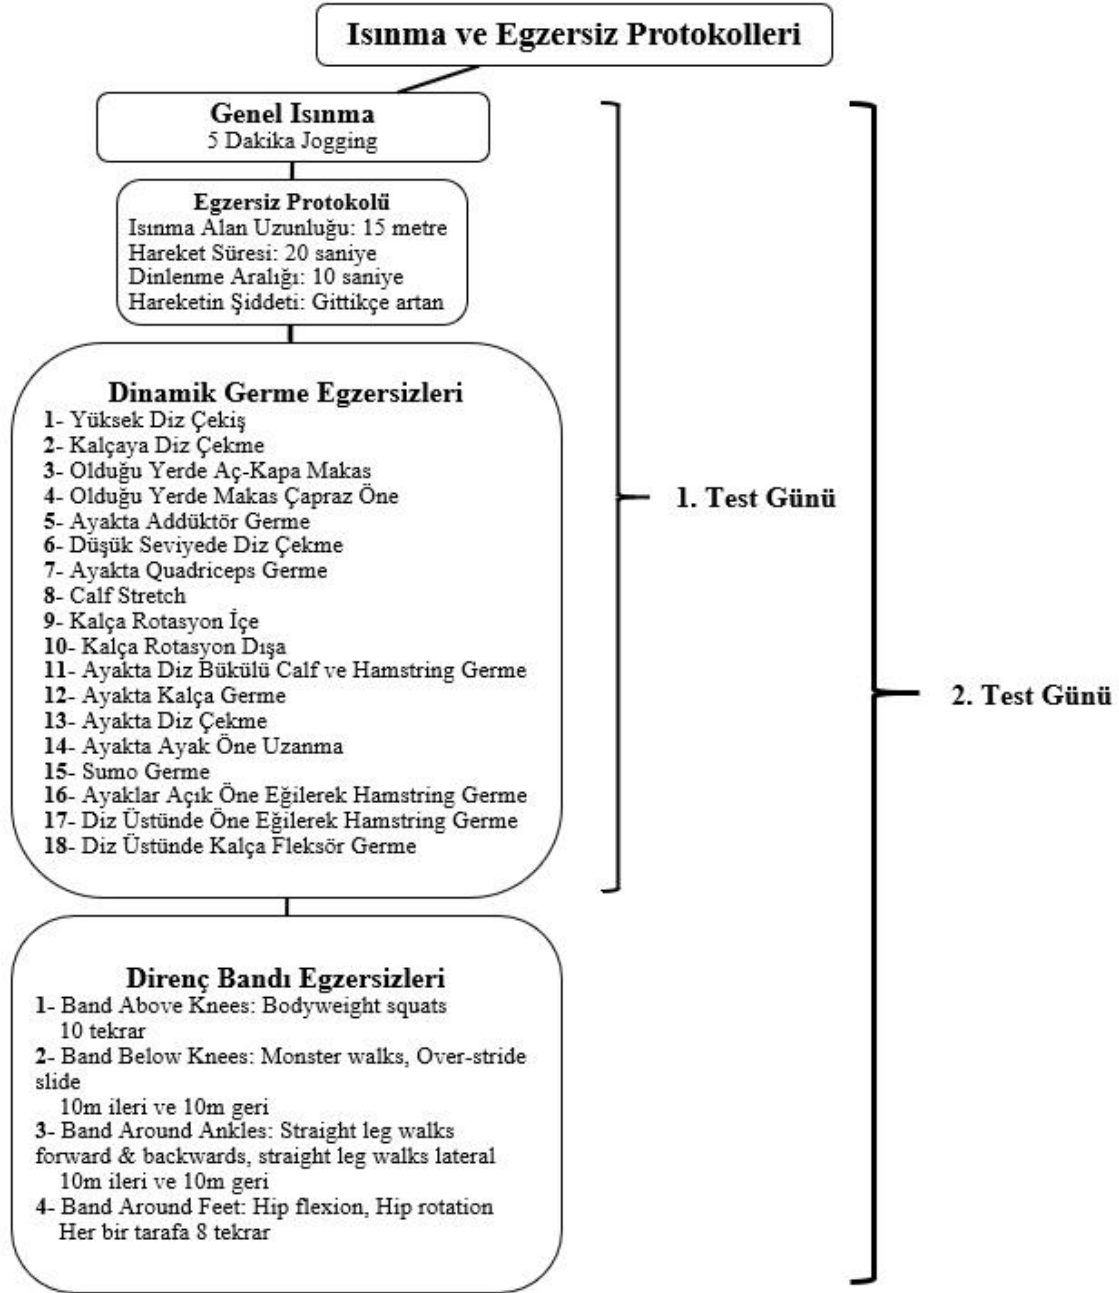 Isınma ve Egzersiz Protokolleri
Genel Isınma
5 Dakika Jogging
Egzersiz Protokolü
Isınma Alan Uzunluğu: 15 metre
Hareket Süresi: 20 saniye
Dinlenme Aralığı: 10 saniye
Hareketin Şiddeti: Gittikçe artan
Dinamik Germe Egzersizleri
1- Yüksek Diz Çekiş
2- Kalçaya Diz Çekme
3- Olduğu Yerde Aç-Kapa Makas
4- Olduğu Yerde Makas Çapraz Öne
5- Ayakta Addüktör Germe
6- Düşük Seviyede Diz Çekme
7- Ayakta Quadriceps Germe
8- Calf Stretch
9- Kalça Rotasyon İçe
10- Kalça Rotasyon Dışa
11- Ayakta Diz Bükülü Calf ve Hamstring Germe
12- Ayakta Kalça Germe
13- Ayakta Diz Çekme
14- Ayakta Ayak Öne Uzanma
15- Sumo Germe
16- Ayaklar Açık Öne Eğilerek Hamstring Germe
17- Diz Üstünde Öne Eğilerek Hamstring Germe
18- Diz Üstünde Kalça Fleksör Germe
1. Test Günü
Direnç Bandı Egzersizleri
1- Band Above Knees: Bodyweight squats
10 tekrar
2- Band Below Knees: Monster walks, Over-stride
slide
10m ileri ve 10m geri
3- Band Around Ankles: Straight leg walks
forward & backwards, straight leg walks lateral
10m ileri ve 10m geri
4- Band Around Feet: Hip flexion, Hip rotation
Her bir tarafa 8 tekrar
2. Test Günü